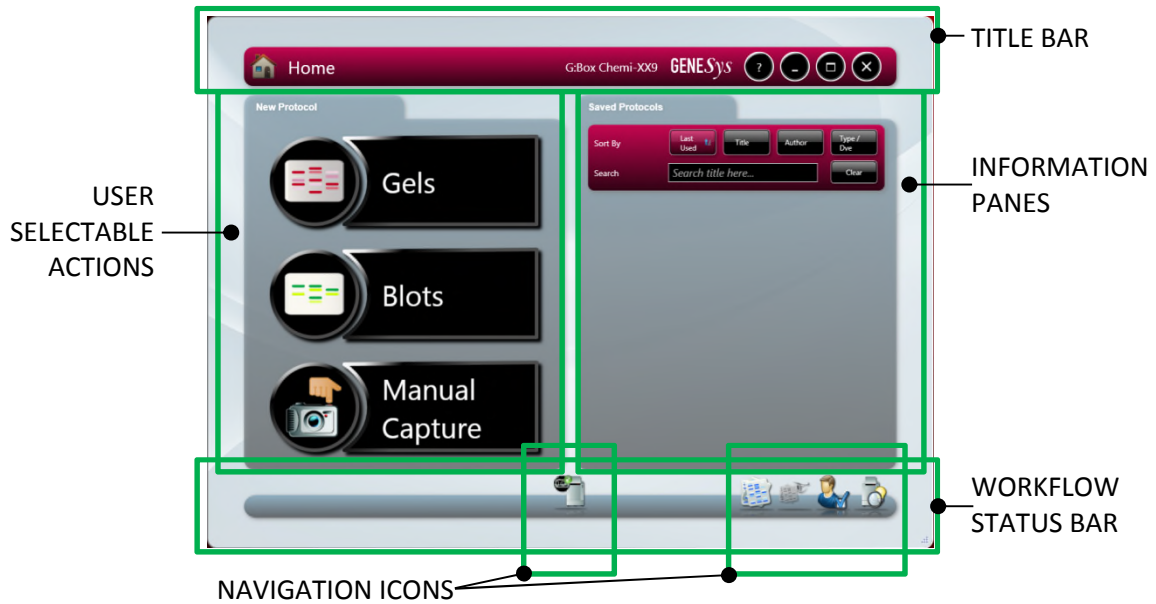 TITLE BAR
Home
G:Box Chemi-XX9 GENESys ?
New Protocol
Saved Protocols
Sort By
Last
Used
Title
Author
Type /
Dve
Search
Search title here...
Clear
INFORMATION
PANES
USER
SELECTABLE
ACTIONS
Gels
Blots
Manual
Capture
WORKFLOW
STATUS BAR
NAVIGATION ICONS